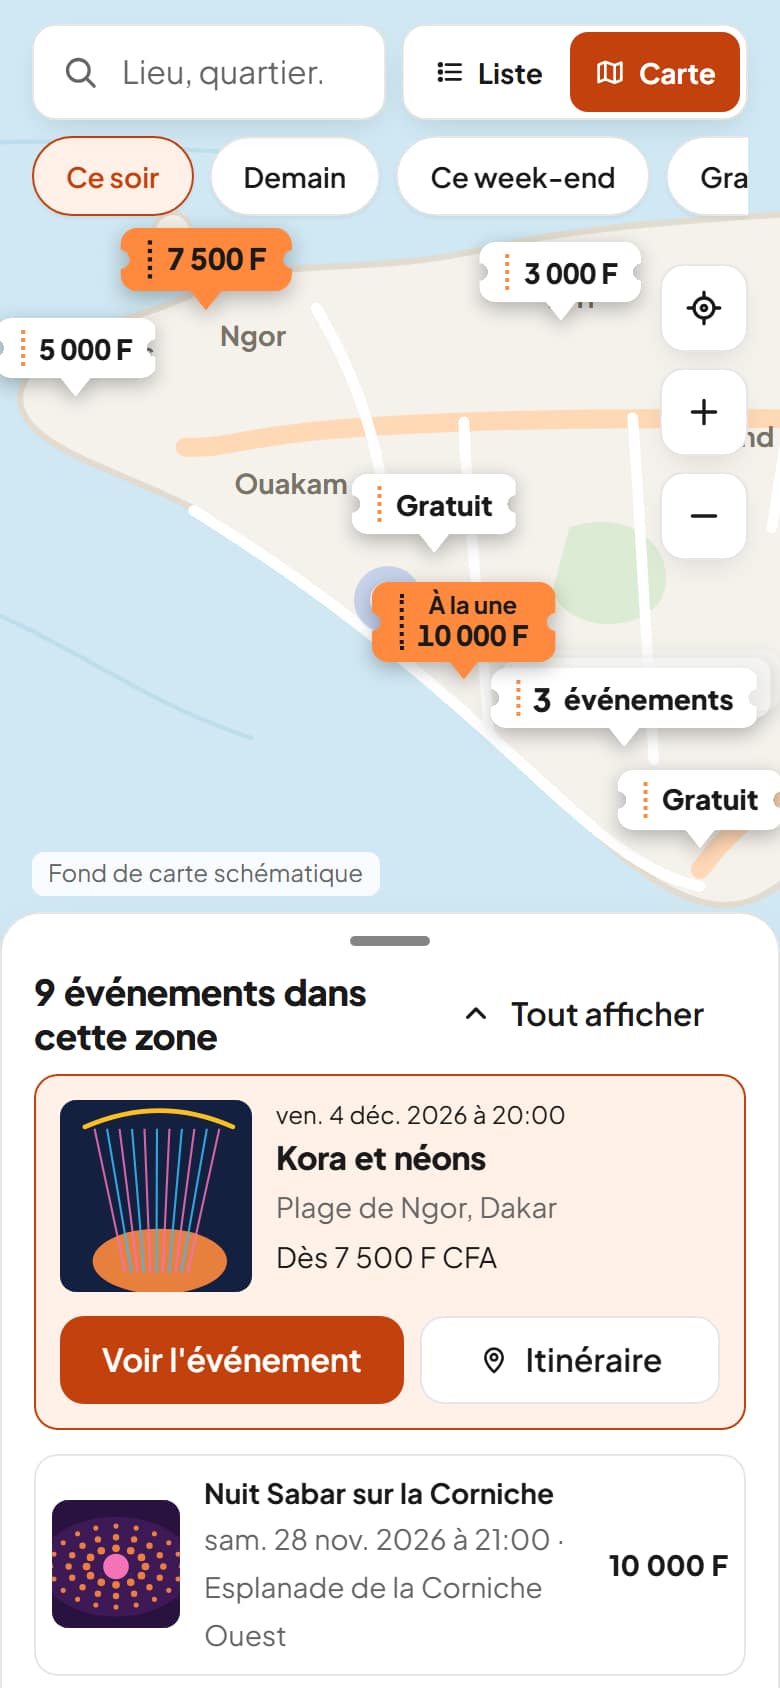 Lieu, quartier.
Liste
Carte
Ce soir
Demain
Ce week-end
Gra
7 500 F
3 000 F
5 000 F
Ngor
Ouakam
Gratuit
À la une
10 000 F
3 événements
Gratuit
Fond de carte schématique
9 événements dans
cette zone
Tout afficher
ven. 4 déc. 2026 à 20:00
Kora et néons
Plage de Ngor, Dakar
Dès 7 500 F CFA
Voir l'événement
Itinéraire
Nuit Sabar sur la Corniche
sam. 28 nov. 2026 à 21:00 ·
Esplanade de la Corniche
Ouest
10 000 F